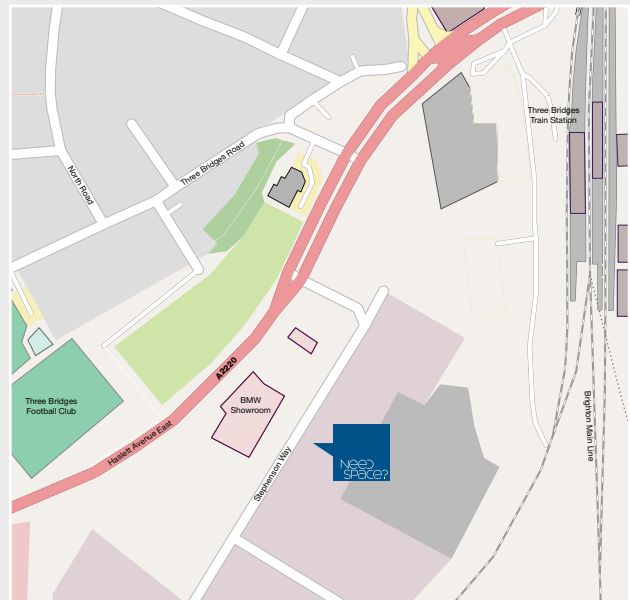 Three Bridges
Train Station
Three Bridges Road
North Road
A2220
BMW
Showroom
Three Bridges
Football Club
Haslett Avenue East
Stephenson Way
Brighton Main Line
NEED
SPACE?